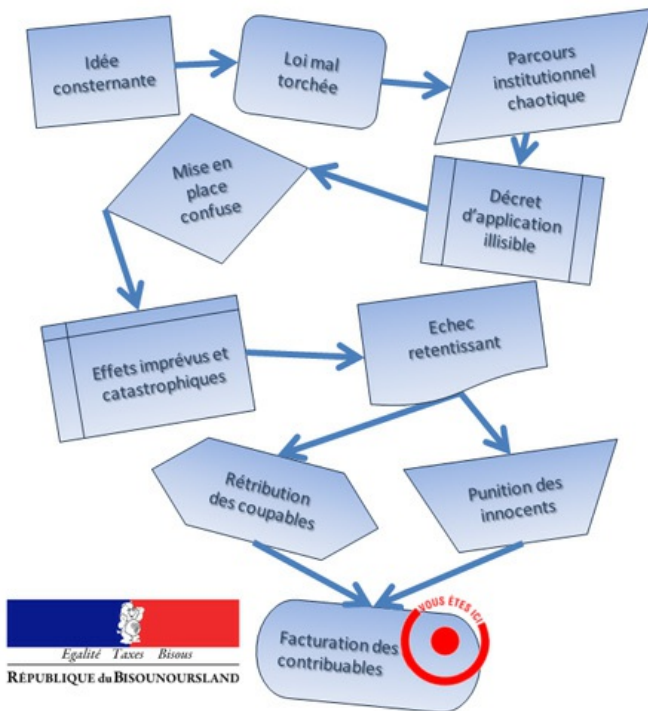 Idée
consternante
Loi mal
torchée
Parcours
institutionnel
chaotique
Mise en
place
confuse
Décret
d'application
illisible
Effets imprévus et
catastrophiques
Echec
retentissant
Rétribution
des coupables
Punition des
innocents
VOUS ÊTES ICI
Facturation des
contribuables
Egalité Taxes Bisous
RÉPUBLIQUE du BISOUNOURSLAND